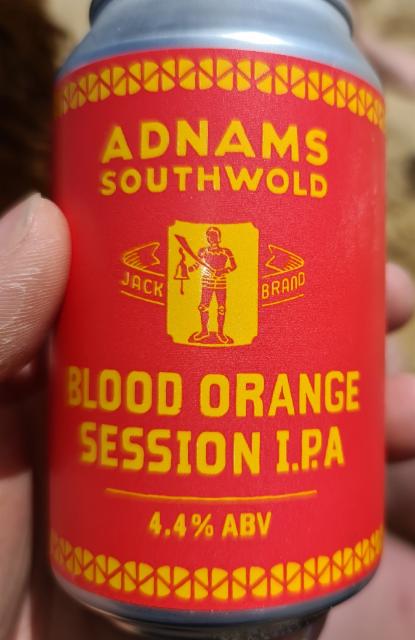 ADNAMS
SOUTHWOLD
JACK BRAND
BLOOD ORANGE
SESSION I.P.A
4.4% ABV